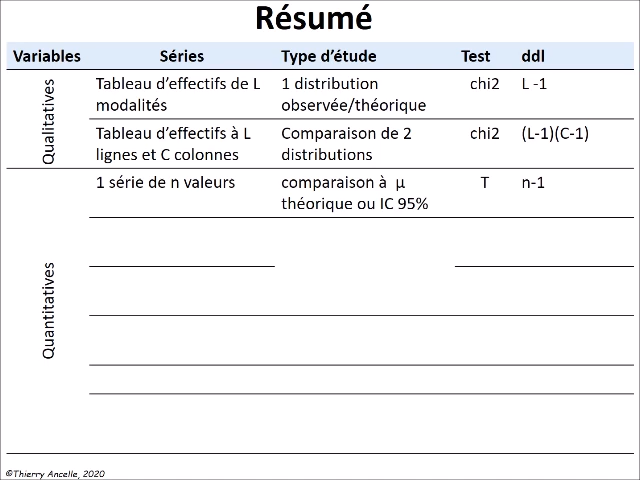 Résumé
Variables Séries Type d'étude Test ddl
Qualitatives
Tableau d'effectifs de L modalités
1 distribution observée/théorique
chi2
L -1
Tableau d'effectifs à L lignes et C colonnes
Comparaison de 2 distributions
chi2
(L-1)(C-1)
Quantitatives
1 série de n valeurs
comparaison à μ théorique ou IC 95%
T
n-1
©Thierry Ancelle, 2020